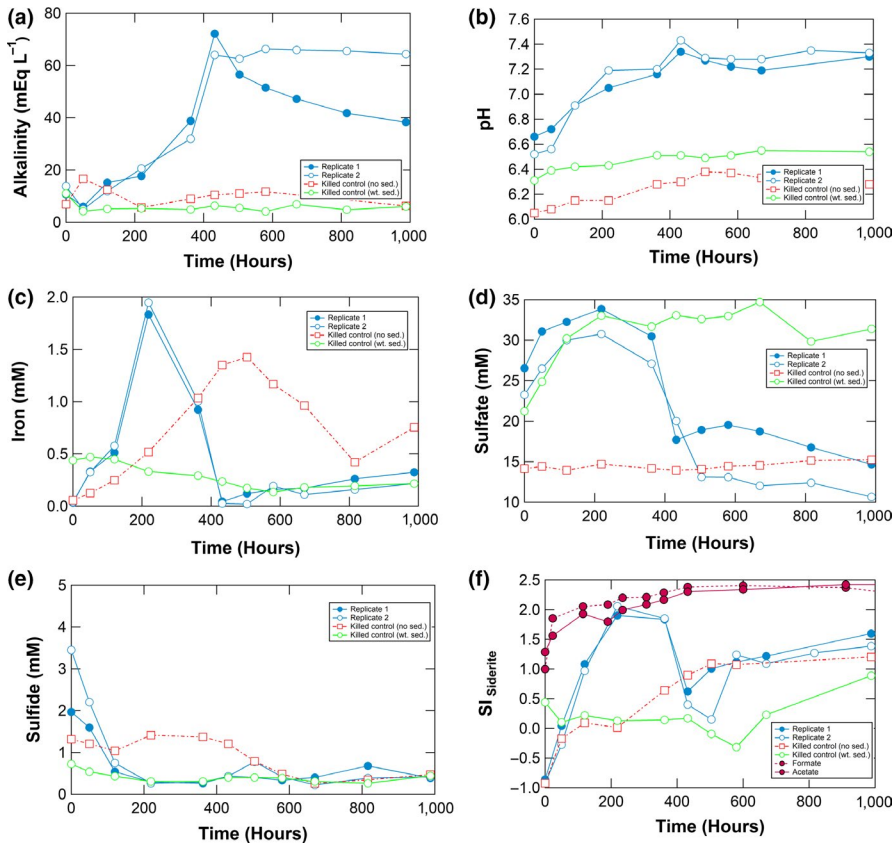 (a)
80
60
40
20
0
Alkalinity (mEq L⁻¹)
Replicate 1
Replicate 2
Killed control (no sed.)
Killed control (wt. sed.)
0 200 400 600 800 1,000
Time (Hours)
(b)
7.6
7.4
7.2
7.0
6.8
6.6
6.4
6.2
6.0
pH
Replicate 1
Replicate 2
Killed control (no sed.)
Killed control (wt. sed.)
0 200 400 600 800 1,000
Time (Hours)
(c)
2.0
1.5
1.0
0.5
0.0
Iron (mM)
Replicate 1
Replicate 2
Killed control (no sed.)
Killed control (wt. sed.)
0 200 400 600 800 1,000
Time (Hours)
(d)
35
30
25
20
15
10
Sulfate (mM)
Replicate 1
Replicate 2
Killed control (no sed.)
Killed control (wt. sed.)
0 200 400 600 800 1,000
Time (Hours)
(e)
5
4
3
2
1
0
Sulfide (mM)
Replicate 1
Replicate 2
Killed control (no sed.)
Killed control (wt. sed.)
0 200 400 600 800 1,000
Time (Hours)
(f)
2.5
2.0
1.5
1.0
0.5
−0.0
−0.5
−1.0
SI Siderite
Replicate 1
Replicate 2
Killed control (no sed.)
Killed control (wt. sed.)
Formate
Acetate
0 200 400 600 800 1,000
Time (Hours)